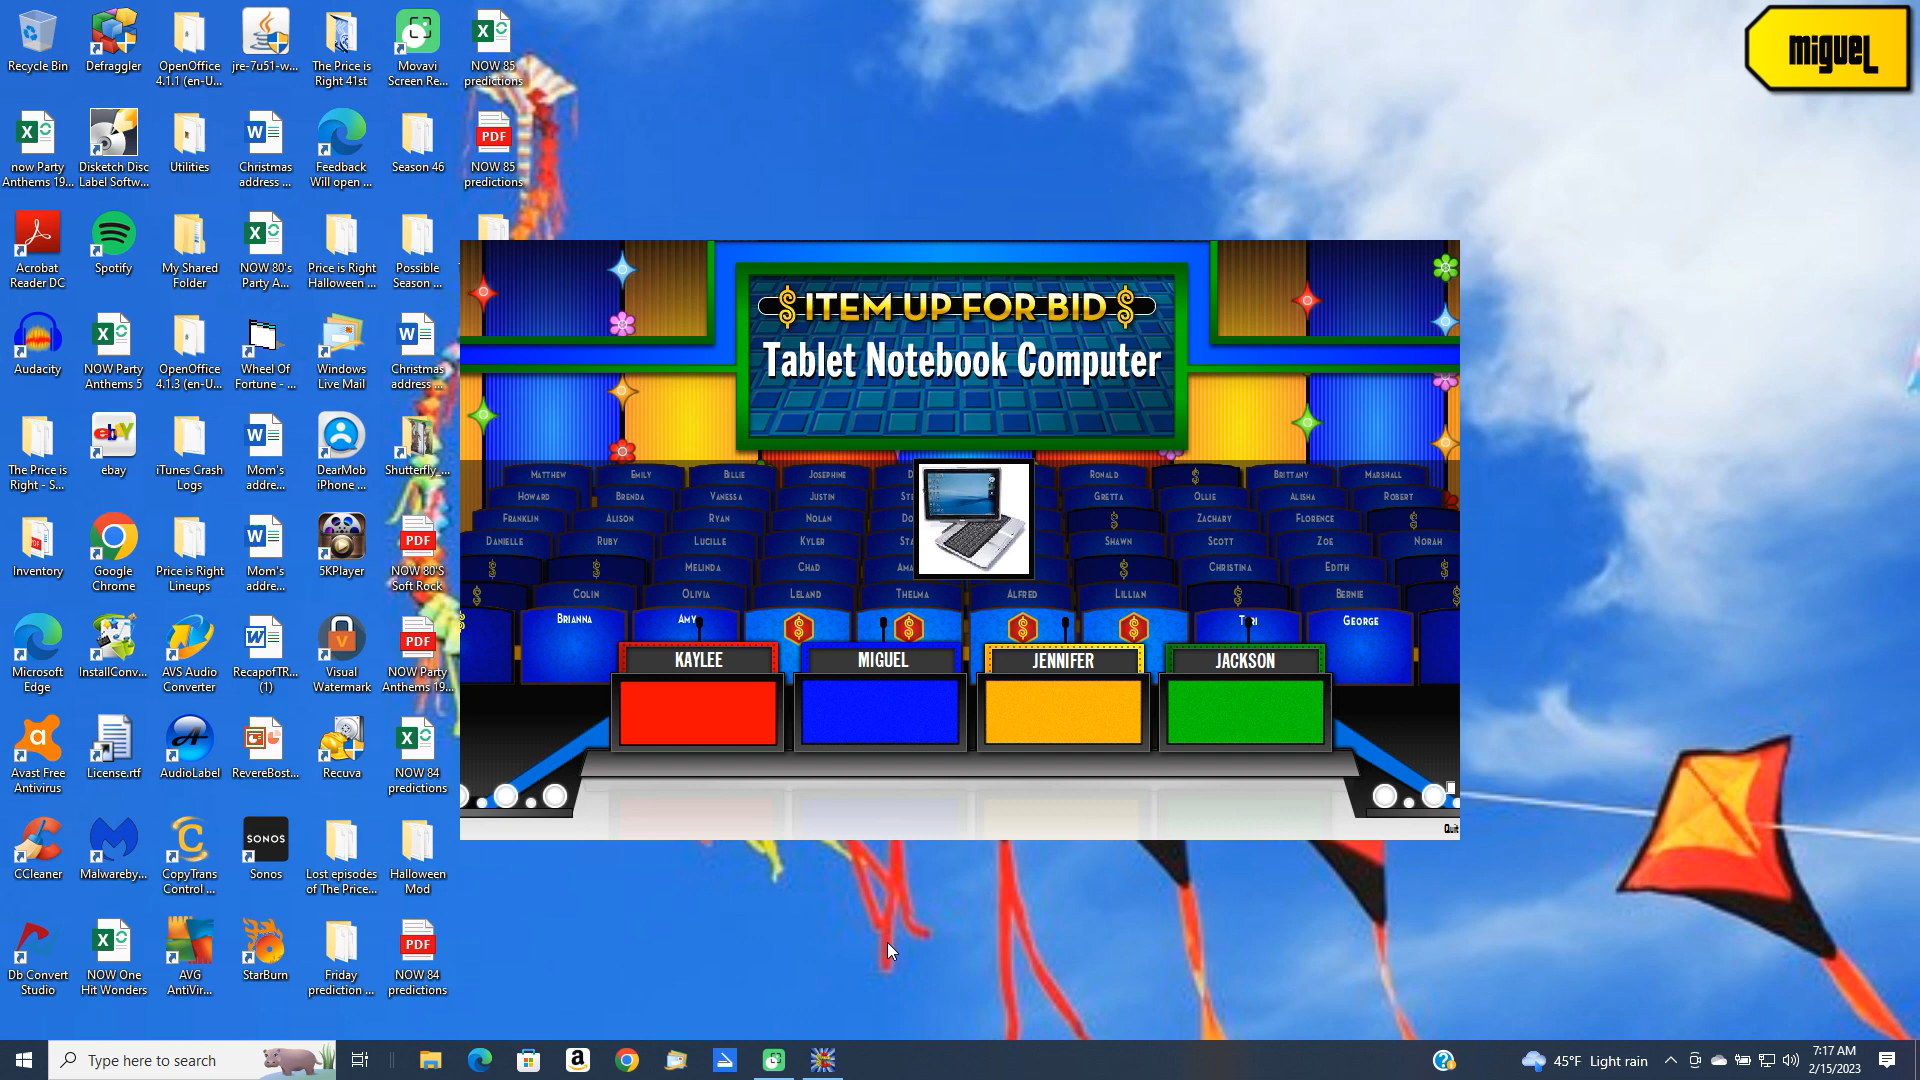 Recycle Bin
Defraggler
OpenOffice
4.1.1 (en-U...
jre-7u51-w...
The Price is
Right 41st
Movavi
Screen Re...
NOW 85
predictions
miguel
now Party
Anthems 19...
Disketch Disc
Label Softw...
Utilities
Christmas
address ...
Feedback
Will open ...
Season 46
PDF
NOW 85
predictions
Acrobat
Reader DC
Spotify
My Shared
Folder
NOW 80's
Party A...
Price is Right
Halloween ...
Possible
Season ...
Audacity
NOW Party
Anthems 5
OpenOffice
4.1.3 (en-U...
Wheel Of
Fortune - ...
Windows
Live Mail
Christmas
address ...
The Price is
Right - S...
ebay
ebay
iTunes Crash
Logs
Mom's
addre...
DearMob
iPhone ...
Shutterfly_...
Inventory
Google
Chrome
Price is Right
Lineups
Mom's
addre...
5KPlayer
PDF
NOW 80'S
Soft Rock
Microsoft
Edge
InstallConv...
AVS Audio
Converter
RecapofTR...
(1)
Visual
Watermark
PDF
NOW Party
Anthems 19...
Avast Free
Antivirus
License.rtf
AudioLabel
RevereBost...
Recuva
NOW 84
predictions
CCleaner
Malwareby...
CopyTrans
Control ...
SONOS
Sonos
Lost episodes
of The Price...
Halloween
Mod
Db Convert
Studio
NOW One
Hit Wonders
AVG
AntiVir...
StarBurn
Friday
prediction ...
PDF
NOW 84
predictions
$ ITEM UP FOR BID $
Tablet Notebook Computer
MATTHEW EMILY BILLIE JOSEPHINE RONALD BRITTANY MARSHALL
HOWARD BRENDA VANESSA JUSTIN GRETTA OLLIE ALISHA ROBERT
FRANKLIN ALISON RYAN NOLAN ZACHARY FLORENCE
DANIELLE RUBY LUCILLE KYLER SHAWN SCOTT ZOE NORAH
MELINDA CHAD CHRISTINA EDITH
COLIN OLIVIA LELAND THELMA ALFRED LILLIAN BERNIE
BRIANNA AMY GEORGE
KAYLEE MIGUEL JENNIFER JACKSON
Quit
Type here to search
45°F Light rain
7:17 AM
2/15/2023